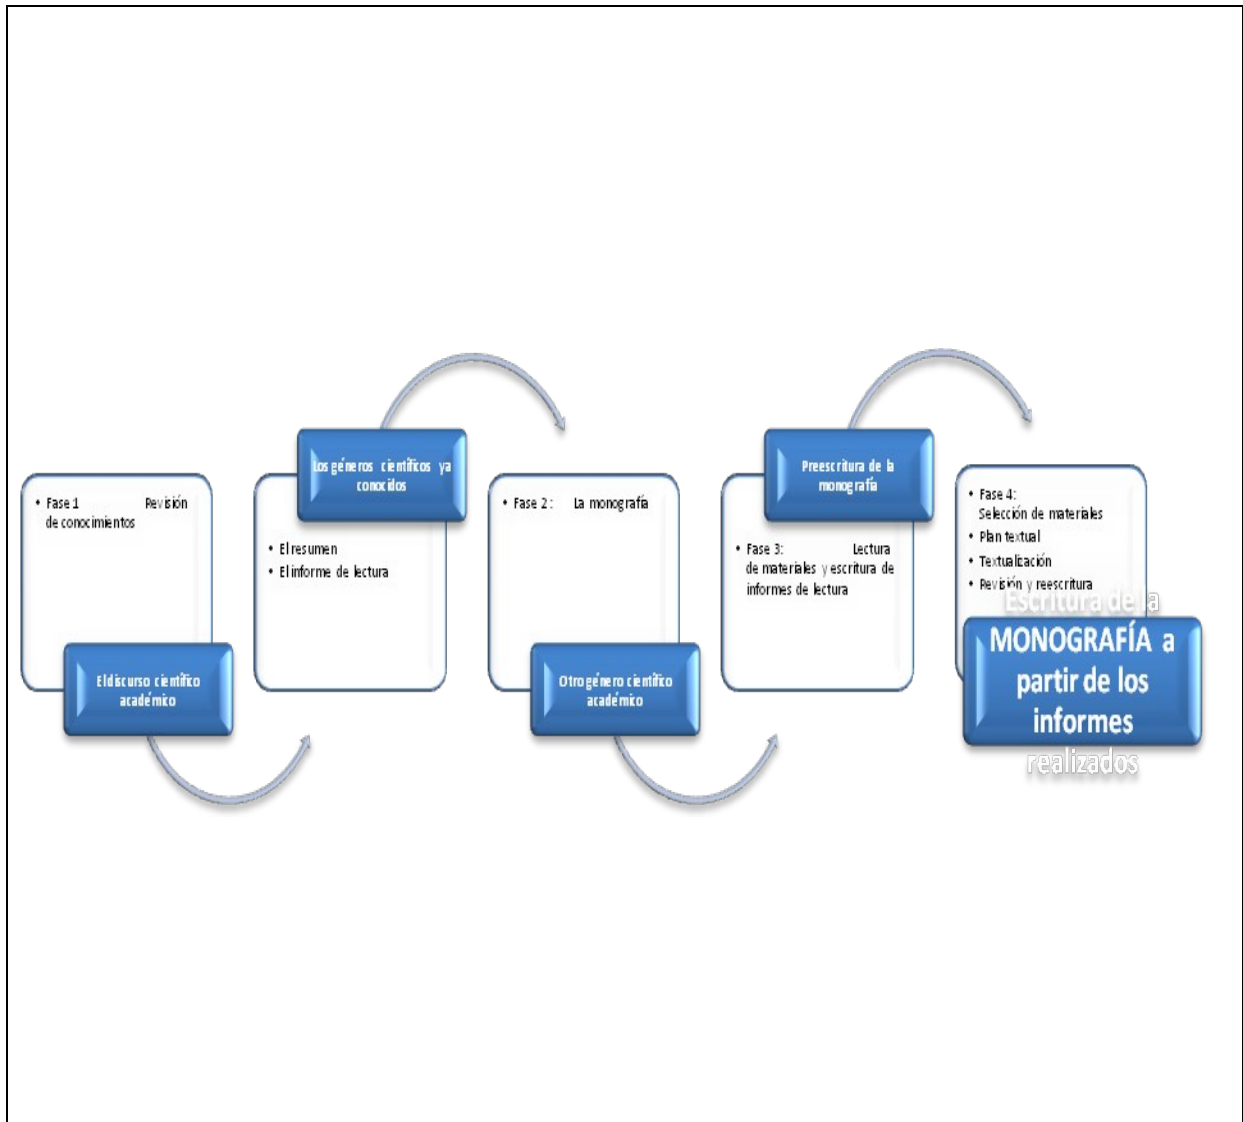 • Fase 1 Revisión
de conocimientos
El discurso científico
académico
Los géneros científicos ya
conocidos
• El resumen
• El informe de lectura
• Fase 2: La monografía
Otro género científico
académico
Preescritura de la
monografía
• Fase 3: Lectura
de materiales y escritura de
informes de lectura
• Fase 4:
Selección de materiales
• Plan textual
• Textualización
• Revisión y reescritura
Escritura de la
MONOGRAFÍA a
partir de los
informes
realizados